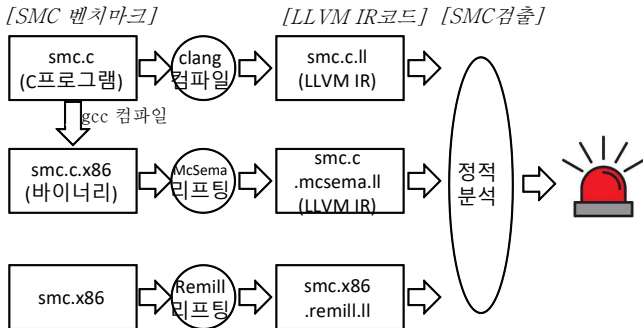 [SMC 벤치마크]
[LLVM IR코드]
[SMC검출]
smc.c
(C프로그램)
clang
컴파일
smc.c.ll
(LLVM IR)
gcc 컴파일
smc.c.x86
(바이너리)
McSema
리프팅
smc.c
.mcsema.ll
(LLVM IR)
정적
분석
smc.x86
Remill
리프팅
smc.x86
.remill.ll